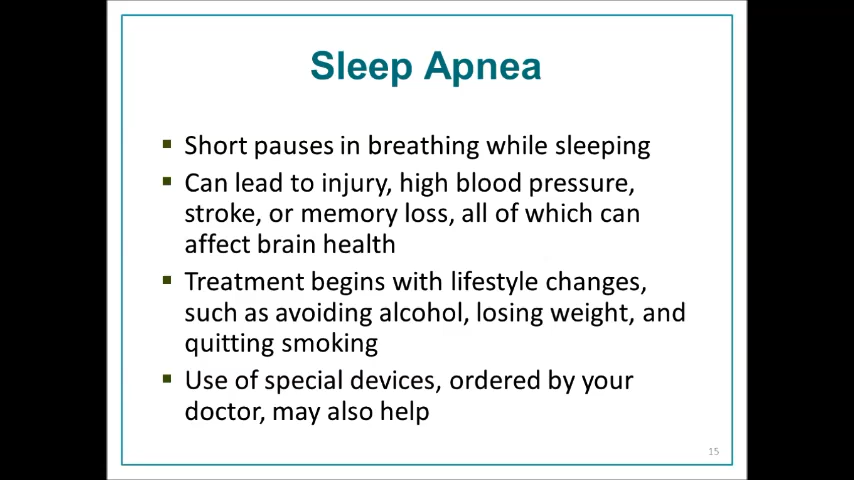 Sleep Apnea
▪ Short pauses in breathing while sleeping
▪ Can lead to injury, high blood pressure,
stroke, or memory loss, all of which can
affect brain health
▪ Treatment begins with lifestyle changes,
such as avoiding alcohol, losing weight, and
quitting smoking
▪ Use of special devices, ordered by your
doctor, may also help
15